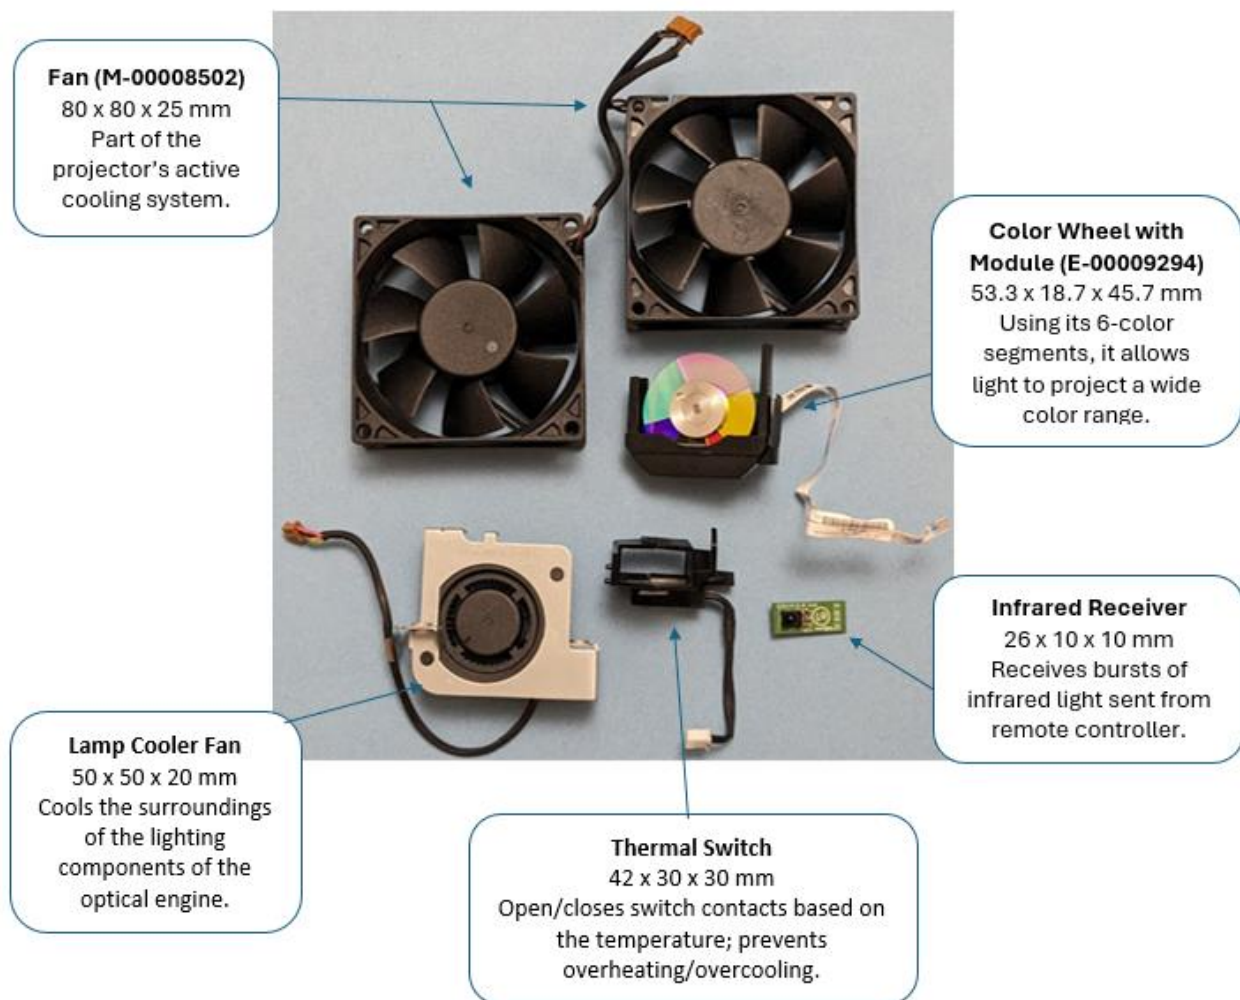 Fan (M-00008502)
80 x 80 x 25 mm
Part of the
projector's active
cooling system.
Color Wheel with
Module (E-00009294)
53.3 x 18.7 x 45.7 mm
Using its 6-color
segments, it allows
light to project a wide
color range.
Infrared Receiver
26 x 10 x 10 mm
Receives bursts of
infrared light sent from
remote controller.
Lamp Cooler Fan
50 x 50 x 20 mm
Cools the surroundings
of the lighting
components of the
optical engine.
Thermal Switch
42 x 30 x 30 mm
Open/closes switch contacts based on
the temperature; prevents
overheating/overcooling.